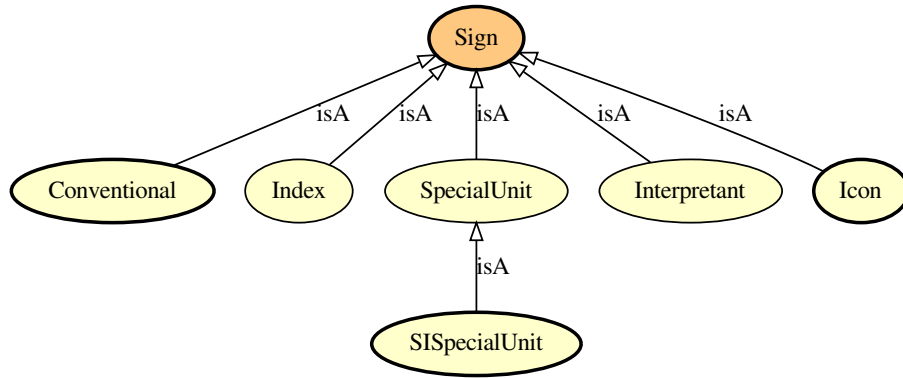 Sign
isA isA isA isA isA
Conventional Index SpecialUnit Interpretant Icon
isA
SISpecialUnit